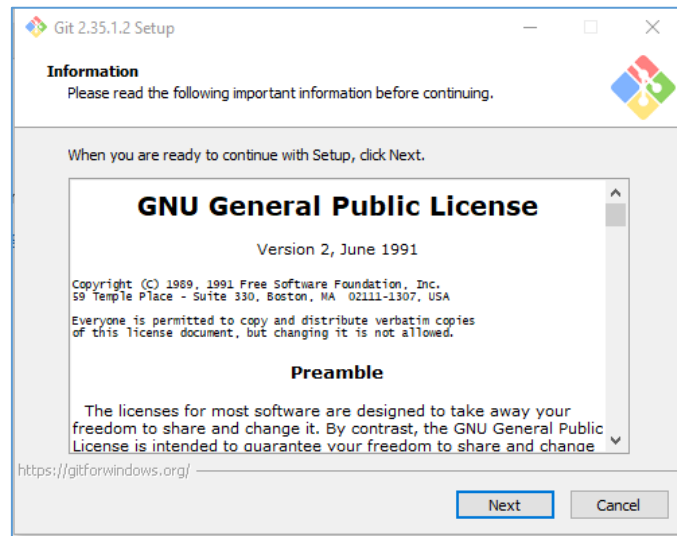 Git 2.35.1.2 Setup
Information
Please read the following important information before continuing.
When you are ready to continue with Setup, click Next.
GNU General Public License
Version 2, June 1991
Copyright (C) 1989, 1991 Free Software Foundation, Inc.
59 Temple Place - Suite 330, Boston, MA  02111-1307, USA
Everyone is permitted to copy and distribute verbatim copies
of this license document, but changing it is not allowed.
Preamble
The licenses for most software are designed to take away your
freedom to share and change it. By contrast, the GNU General Public
License is intended to guarantee your freedom to share and change
https://gitforwindows.org/
Next
Cancel